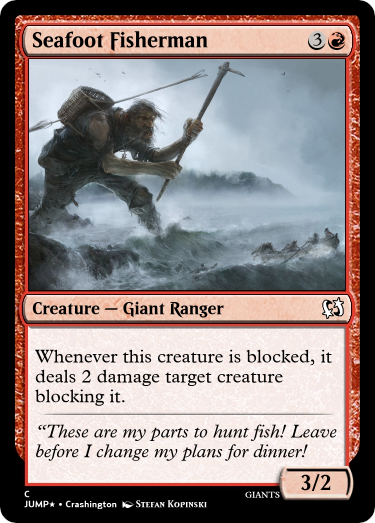 Seafoot Fisherman
3
Creature — Giant Ranger
Whenever this creature is blocked, it
deals 2 damage target creature
blocking it.
“These are my parts to hunt fish! Leave
before I change my plans for dinner!
3/2
C
JUMP★ • Crashington STEFAN KOPINSKI
GIANTS